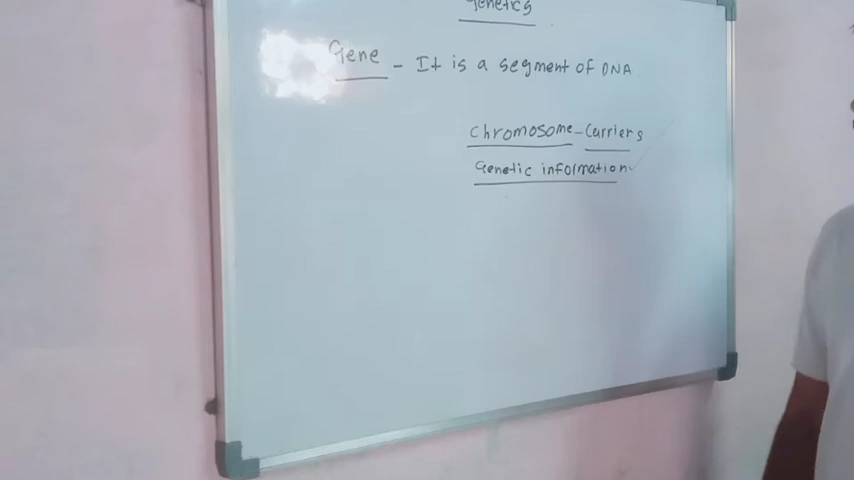 Genetics
Gene - It is a segment of DNA
Chromosome - Carriers
Genetic information